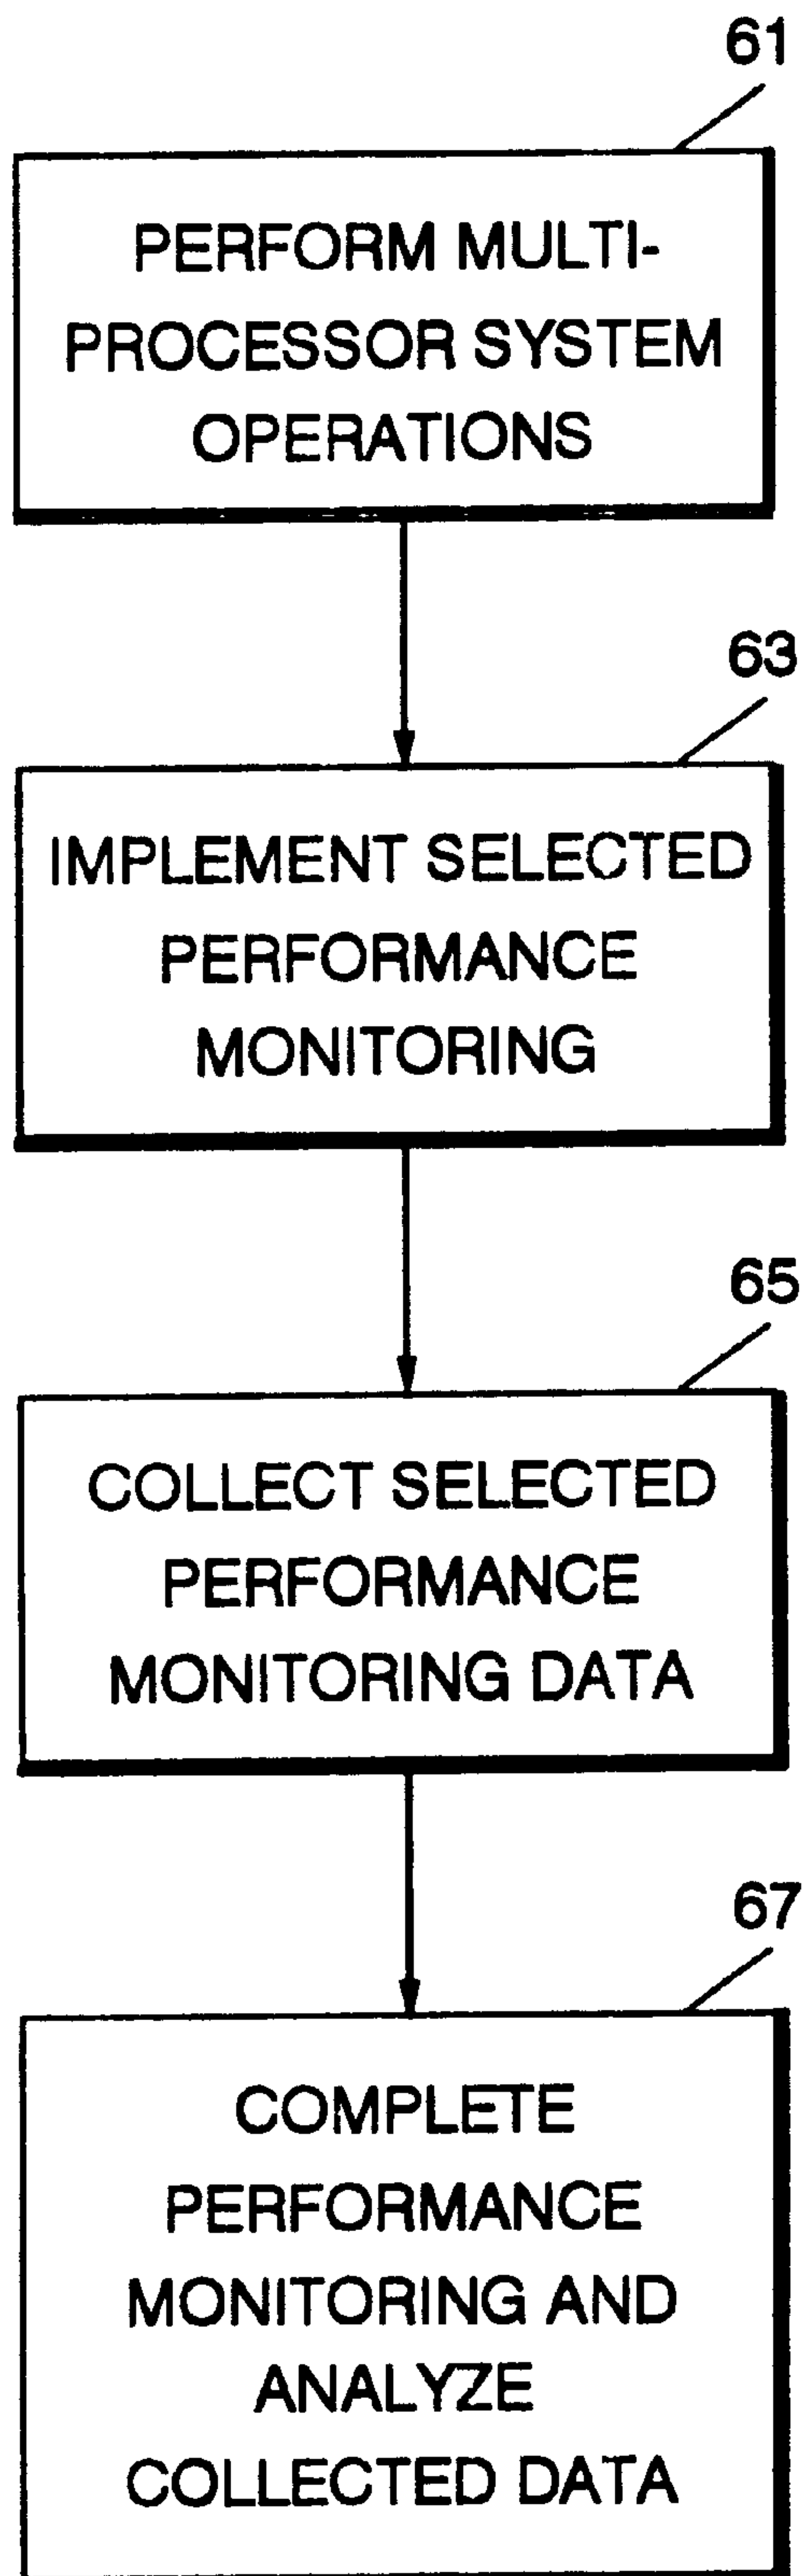 61
PERFORM MULTI-
PROCESSOR SYSTEM
OPERATIONS
63
IMPLEMENT SELECTED
PERFORMANCE
MONITORING
65
COLLECT SELECTED
PERFORMANCE
MONITORING DATA
67
COMPLETE
PERFORMANCE
MONITORING AND
ANALYZE
COLLECTED DATA